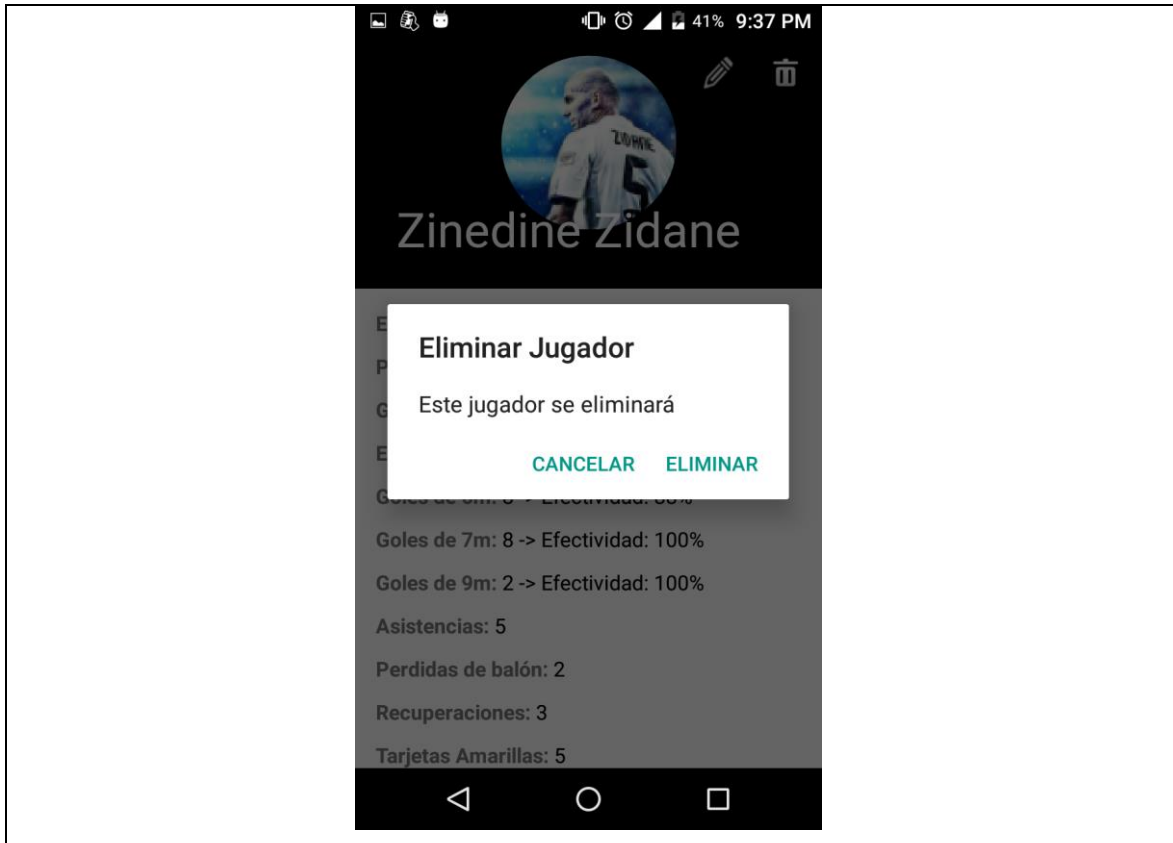 41% 9:37 PM
ZIDANE
5
Zinedine Zidane
E
P
G
E
Eliminar Jugador
Este jugador se eliminará
CANCELAR ELIMINAR
Goles de 7m: 8 -> Efectividad: 100%
Goles de 9m: 2 -> Efectividad: 100%
Asistencias: 5
Perdidas de balón: 2
Recuperaciones: 3
Tarjetas Amarillas: 5